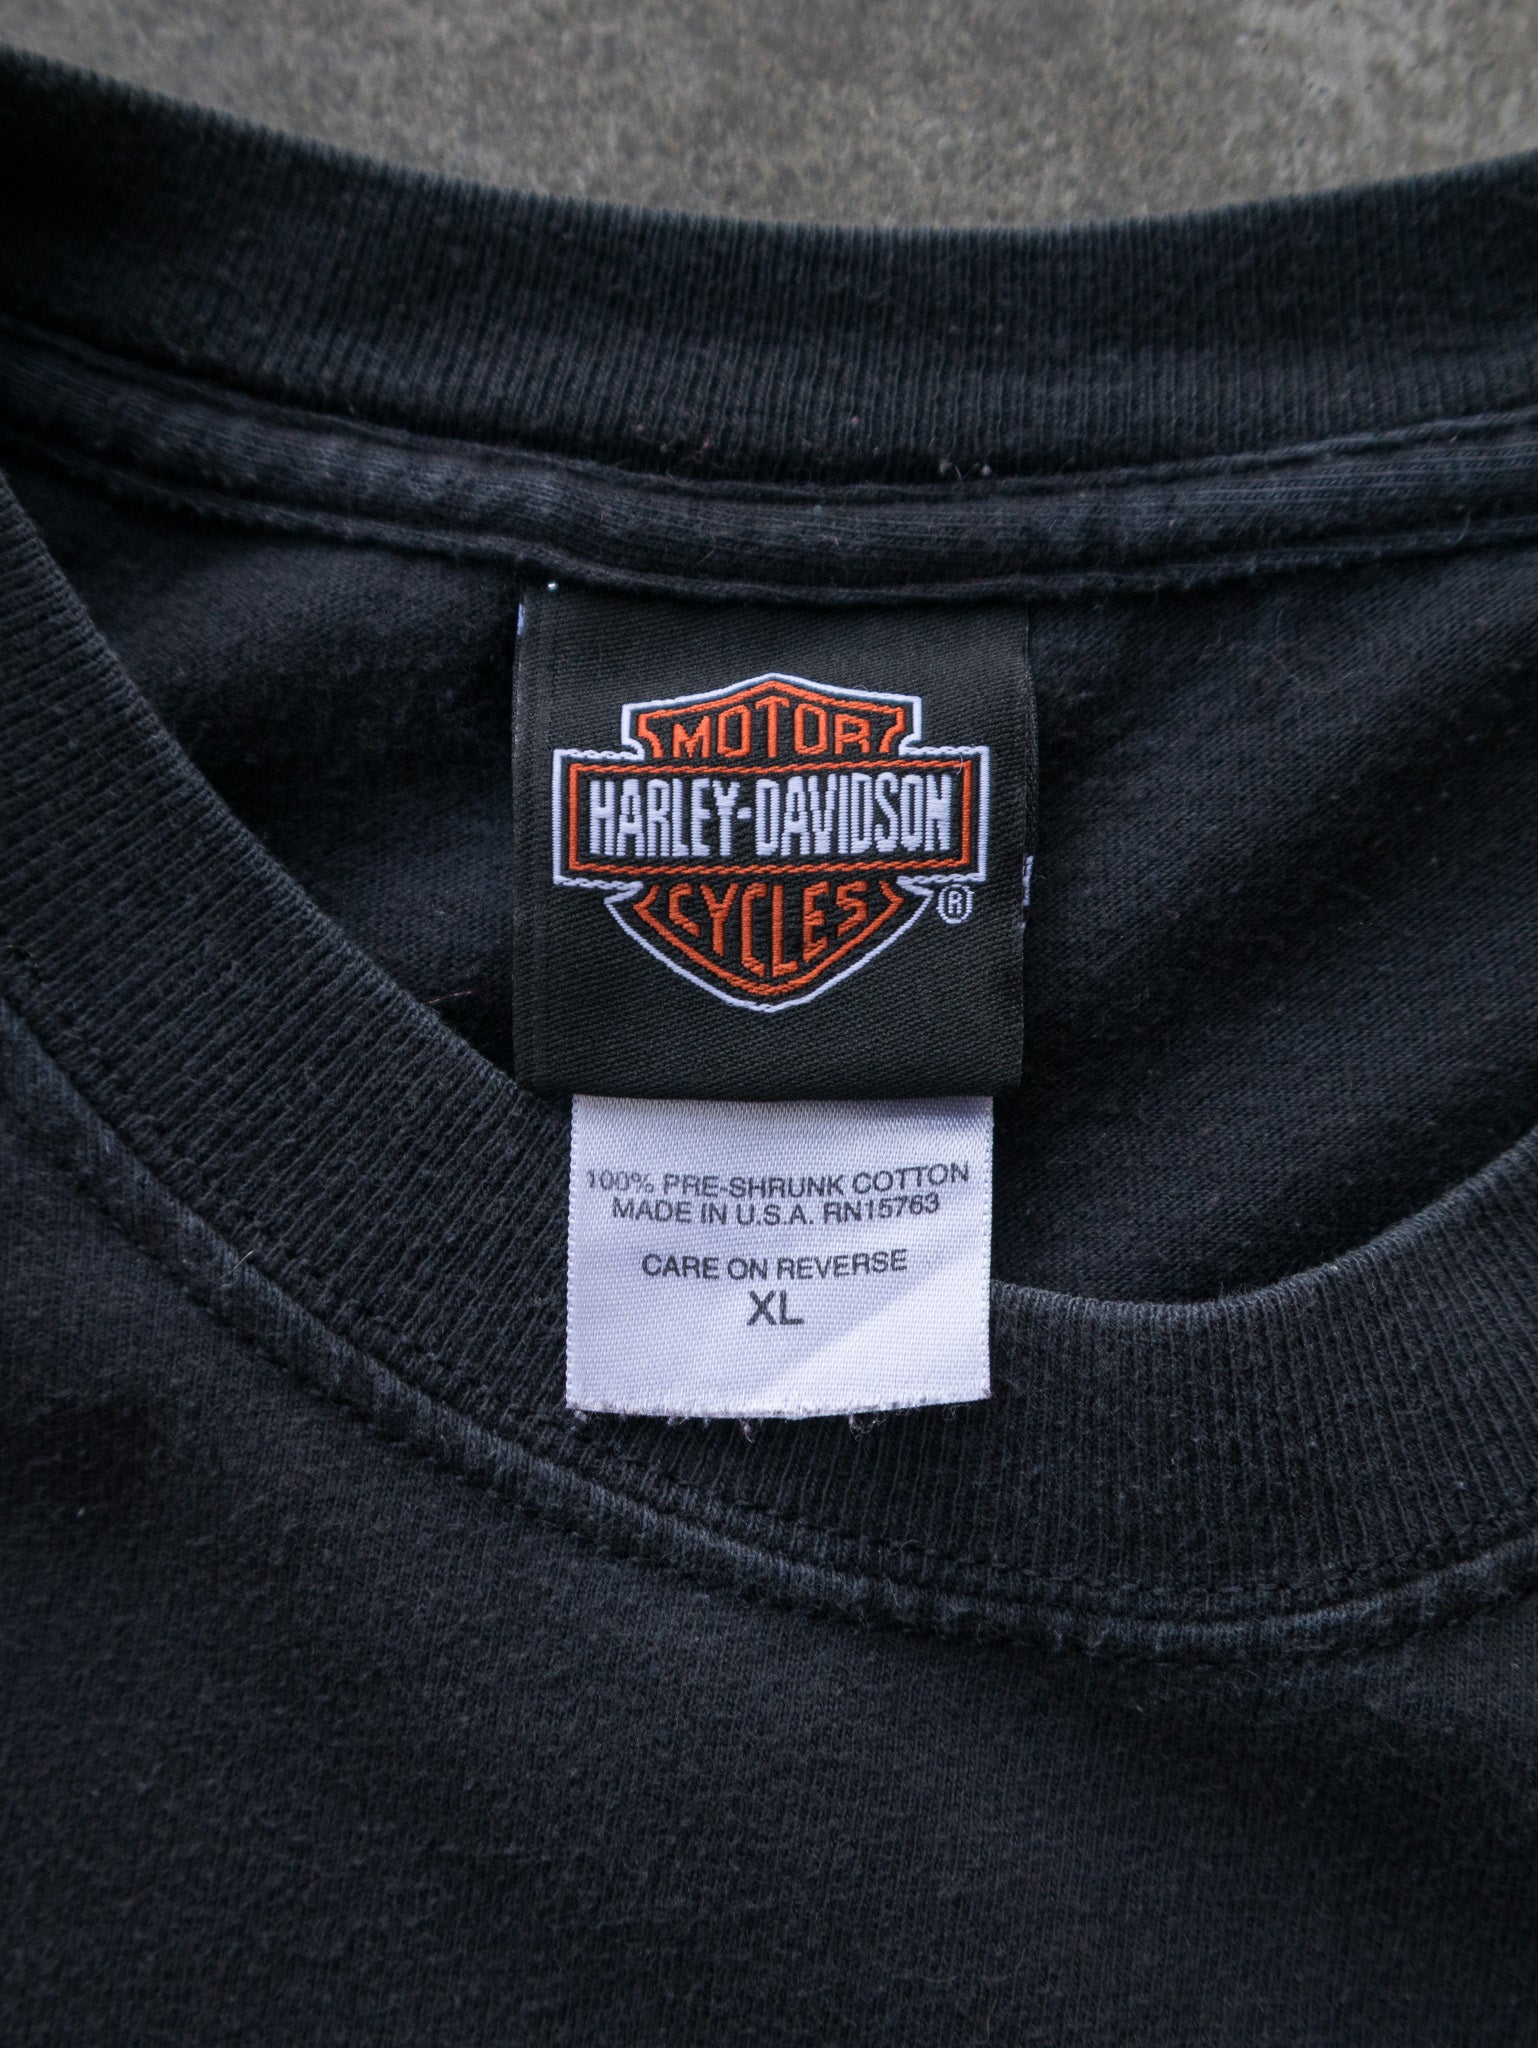 MOTOR
HARLEY-DAVIDSON
CYCLES
®
100% PRE-SHRUNK COTTON
MADE IN U.S.A. RN15763
CARE ON REVERSE
XL